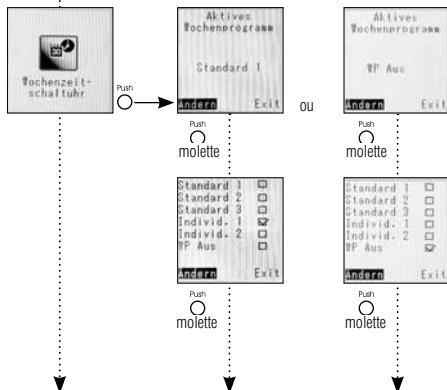 30
Wochenzeit-
schaltuhr
Push
Aktives
Wochenprogramm
Standard 1
Ändern Exit
Push
molette
ou
Aktives
Wochenprogramm
WP Aus
Ändern Exit
Push
molette
Standard 1
Standard 2
Standard 3
Individ. 1
Individ. 2
WP Aus
Ändern Exit
Push
molette
Standard 1
Standard 2
Standard 3
Individ. 1
Individ. 2
WP Aus
Ändern Exit
Push
molette